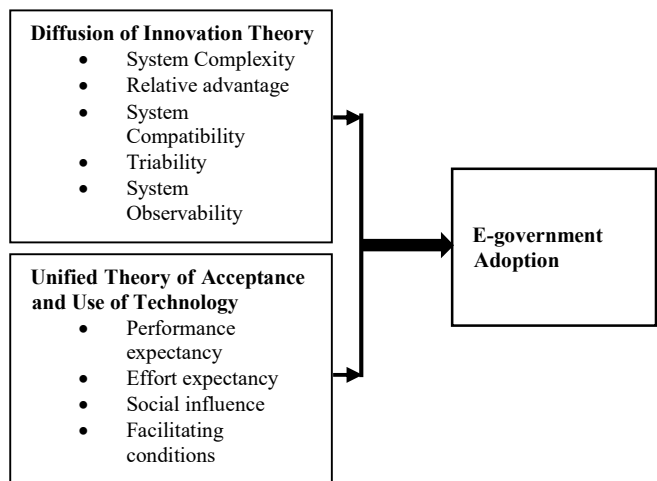 Diffusion of Innovation Theory
• System Complexity
• Relative advantage
• System
Compatibility
• Triability
• System
Observability
Unified Theory of Acceptance
and Use of Technology
• Performance
expectancy
• Effort expectancy
• Social influence
• Facilitating
conditions
E-government
Adoption